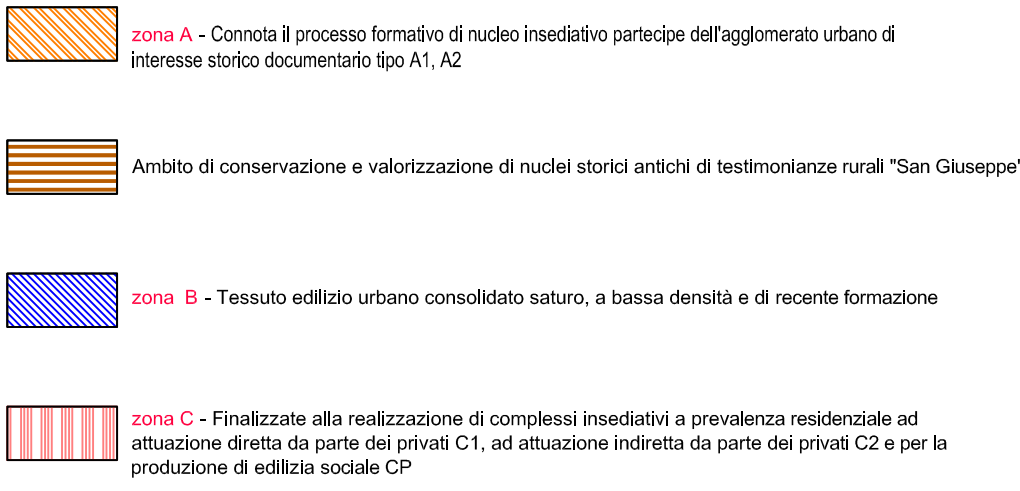 zona A - Connota il processo formativo di nucleo insediativo partecipe dell'agglomerato urbano di
interesse storico documentario tipo A1, A2
Ambito di conservazione e valorizzazione di nuclei storici antichi di testimonianze rurali "San Giuseppe'
zona B - Tessuto edilizio urbano consolidato saturo, a bassa densità e di recente formazione
zona C - Finalizzate alla realizzazione di complessi insediativi a prevalenza residenziale ad
attuazione diretta da parte dei privati C1, ad attuazione indiretta da parte dei privati C2 e per la
produzione di edilizia sociale CP